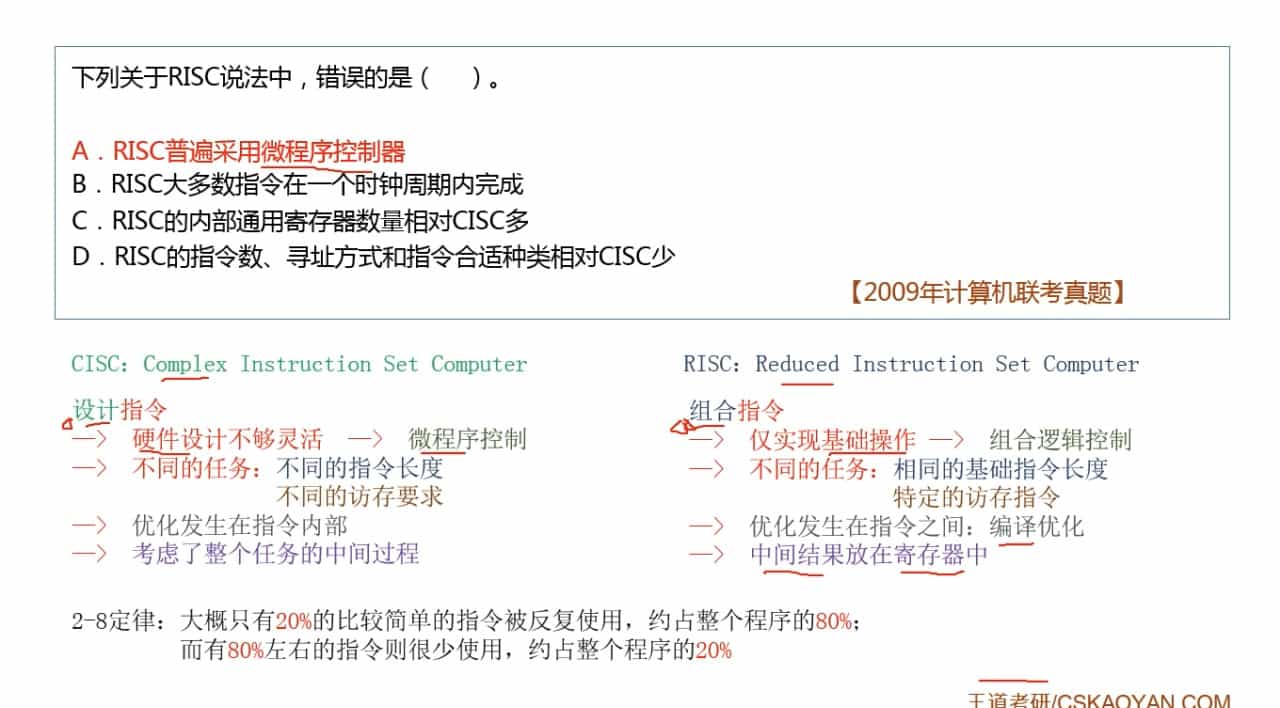 下列关于RISC说法中，错误的是（　　）。
A．RISC普遍采用微程序控制器
B．RISC大多数指令在一个时钟周期内完成
C．RISC的内部通用寄存器数量相对CISC多
D．RISC的指令数、寻址方式和指令合适种类相对CISC少
【2009年计算机联考真题】
CISC: Complex Instruction Set Computer
设计指令
—> 硬件设计不够灵活 —> 微程序控制
—> 不同的任务：不同的指令长度
不同的访存要求
—> 优化发生在指令内部
—> 考虑了整个任务的中间过程
RISC: Reduced Instruction Set Computer
组合指令
—> 仅实现基础操作 —> 组合逻辑控制
—> 不同的任务：相同的基础指令长度
特定的访存指令
—> 优化发生在指令之间：编译优化
—> 中间结果放在寄存器中
2-8定律：大概只有20%的比较简单的指令被反复使用，约占整个程序的80%；
而有80%左右的指令则很少使用，约占整个程序的20%
王道考研/CSKAOYAN.COM